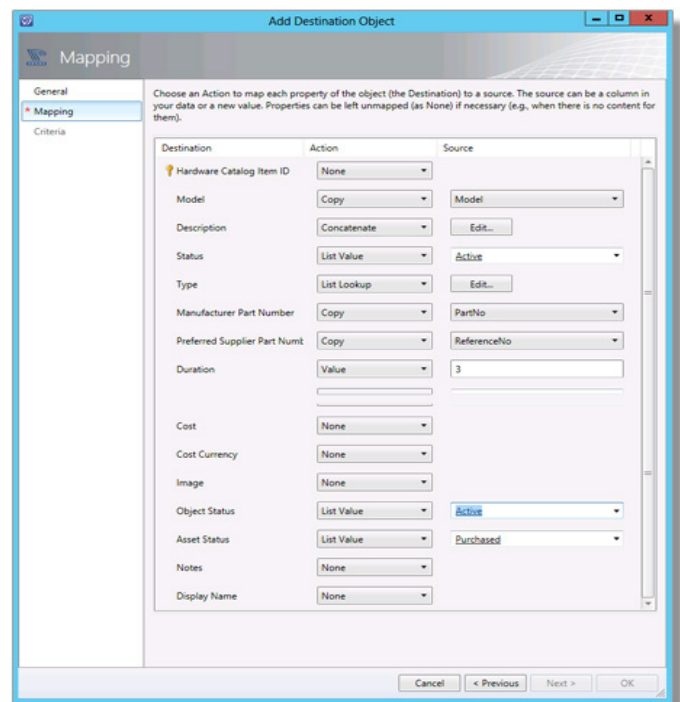 Add Destination Object
Mapping
General
* Mapping
Criteria
Choose an Action to map each property of the object (the Destination) to a source. The source can be a column in
your data or a new value. Properties can be left unmapped (as None) if necessary (e.g., when there is no content for
them).
Destination Action Source
Hardware Catalog Item ID None
Model Copy Model
Description Concatenate Edit...
Status List Value Active
Type List Lookup Edit...
Manufacturer Part Number Copy PartNo
Preferred Supplier Part Numb Copy ReferenceNo
Duration Value 3
Cost None
Cost Currency None
Image None
Object Status List Value Active
Asset Status List Value Purchased
Notes None
Display Name None
Cancel < Previous Next > OK